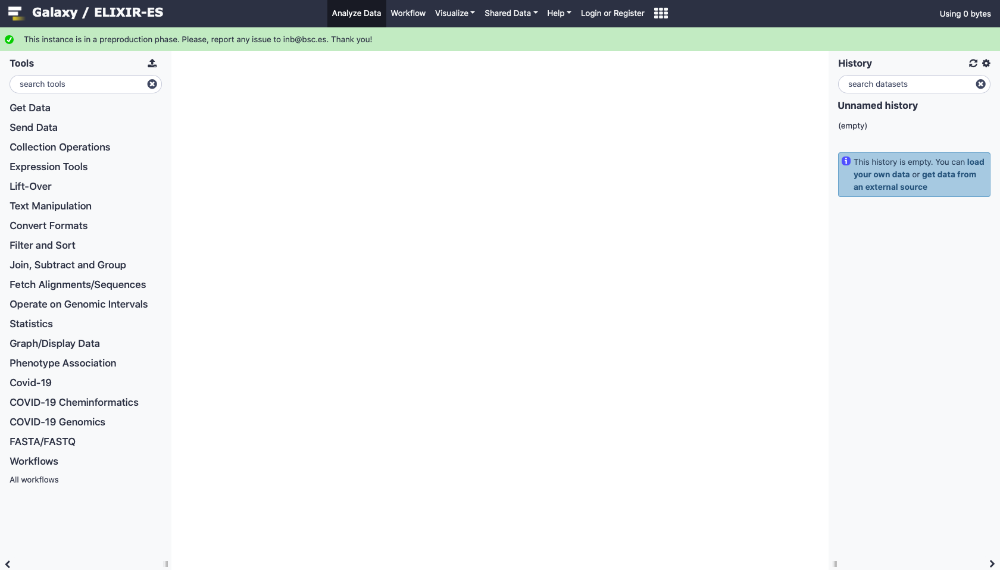 Galaxy / ELIXIR-ES
Analyze Data
Workflow
Visualize
Shared Data
Help
Login or Register
Using 0 bytes
This instance is in a preproduction phase. Please, report any issue to inb@bsc.es. Thank you!
Tools
search tools
Get Data
Send Data
Collection Operations
Expression Tools
Lift-Over
Text Manipulation
Convert Formats
Filter and Sort
Join, Subtract and Group
Fetch Alignments/Sequences
Operate on Genomic Intervals
Statistics
Graph/Display Data
Phenotype Association
Covid-19
COVID-19 Cheminformatics
COVID-19 Genomics
FASTA/FASTQ
Workflows
All workflows
History
search datasets
Unnamed history
(empty)
This history is empty. You can load
your own data or get data from
an external source